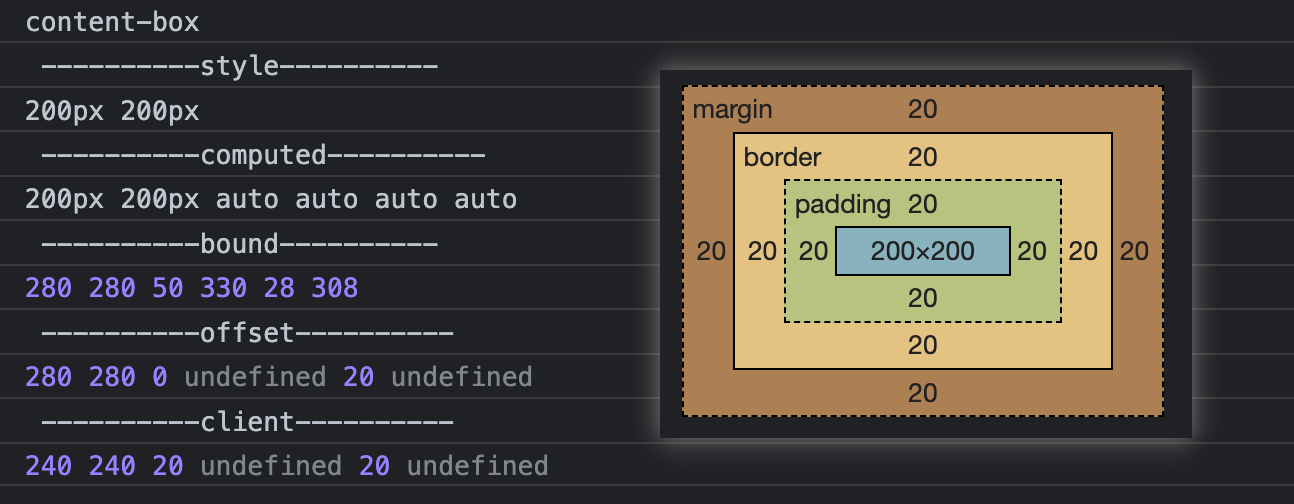 content-box
----------style----------
200px 200px
----------computed----------
200px 200px auto auto auto auto
----------bound----------
280 280 50 330 28 308
----------offset----------
280 280 0 undefined 20 undefined
----------client----------
240 240 20 undefined 20 undefined
margin 20
border 20
padding 20
20 20 20 200×200 20 20 20
20
20
20